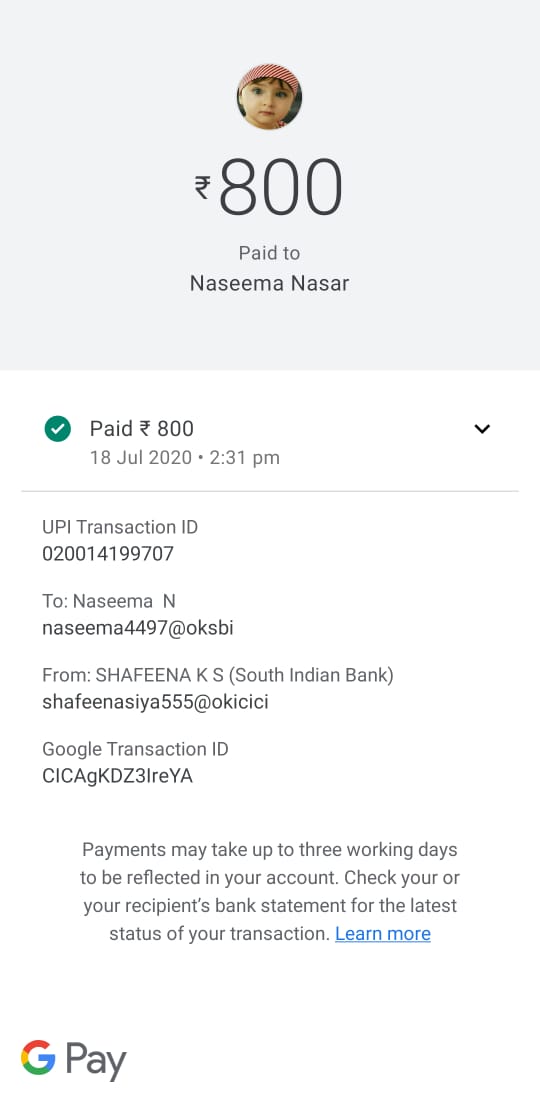 ₹800
Paid to
Naseema Nasar
Paid ₹ 800
18 Jul 2020 • 2:31 pm
UPI Transaction ID
020014199707
To: Naseema  N
naseema4497@oksbi
From: SHAFEENA K S (South Indian Bank)
shafeenasiya555@okicici
Google Transaction ID
CICAgKDZ3IreYA
Payments may take up to three working days
to be reflected in your account. Check your or
your recipient's bank statement for the latest
status of your transaction. Learn more
G Pay